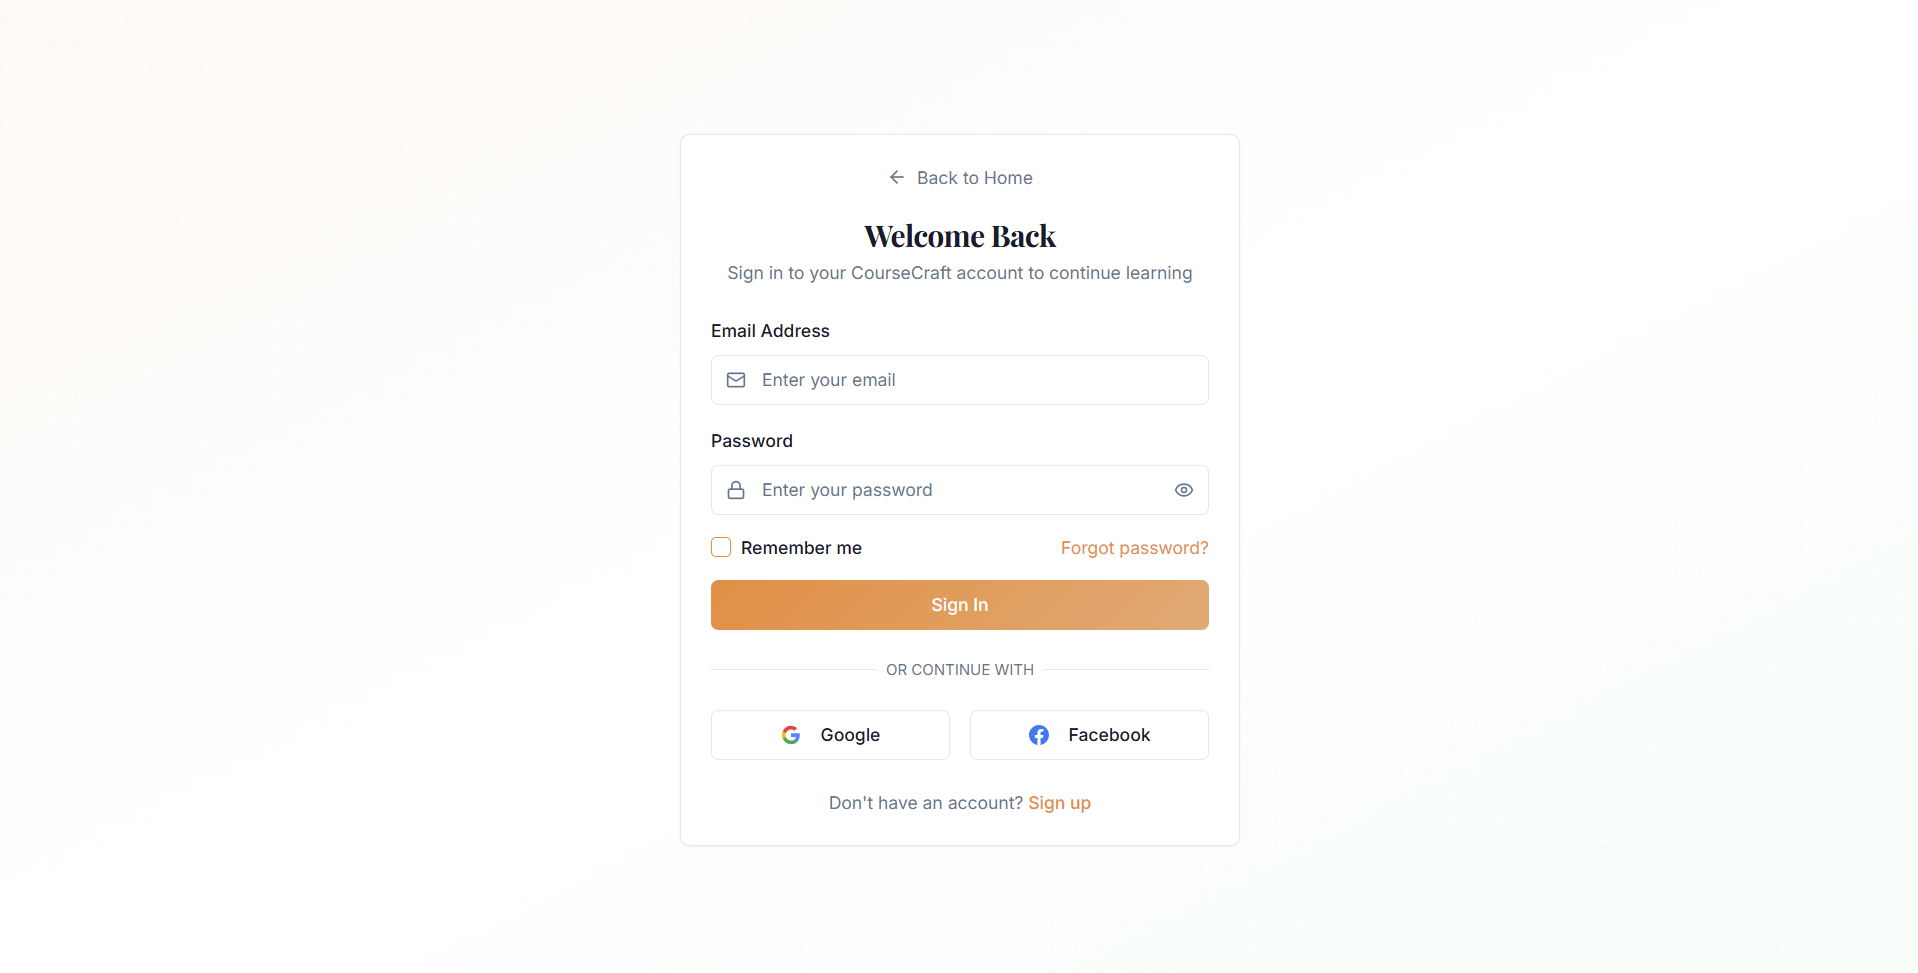 Back to Home
Welcome Back
Sign in to your CourseCraft account to continue learning
Email Address
Enter your email
Password
Enter your password
Remember me
Forgot password?
Sign In
OR CONTINUE WITH
Google
Facebook
Don't have an account? Sign up